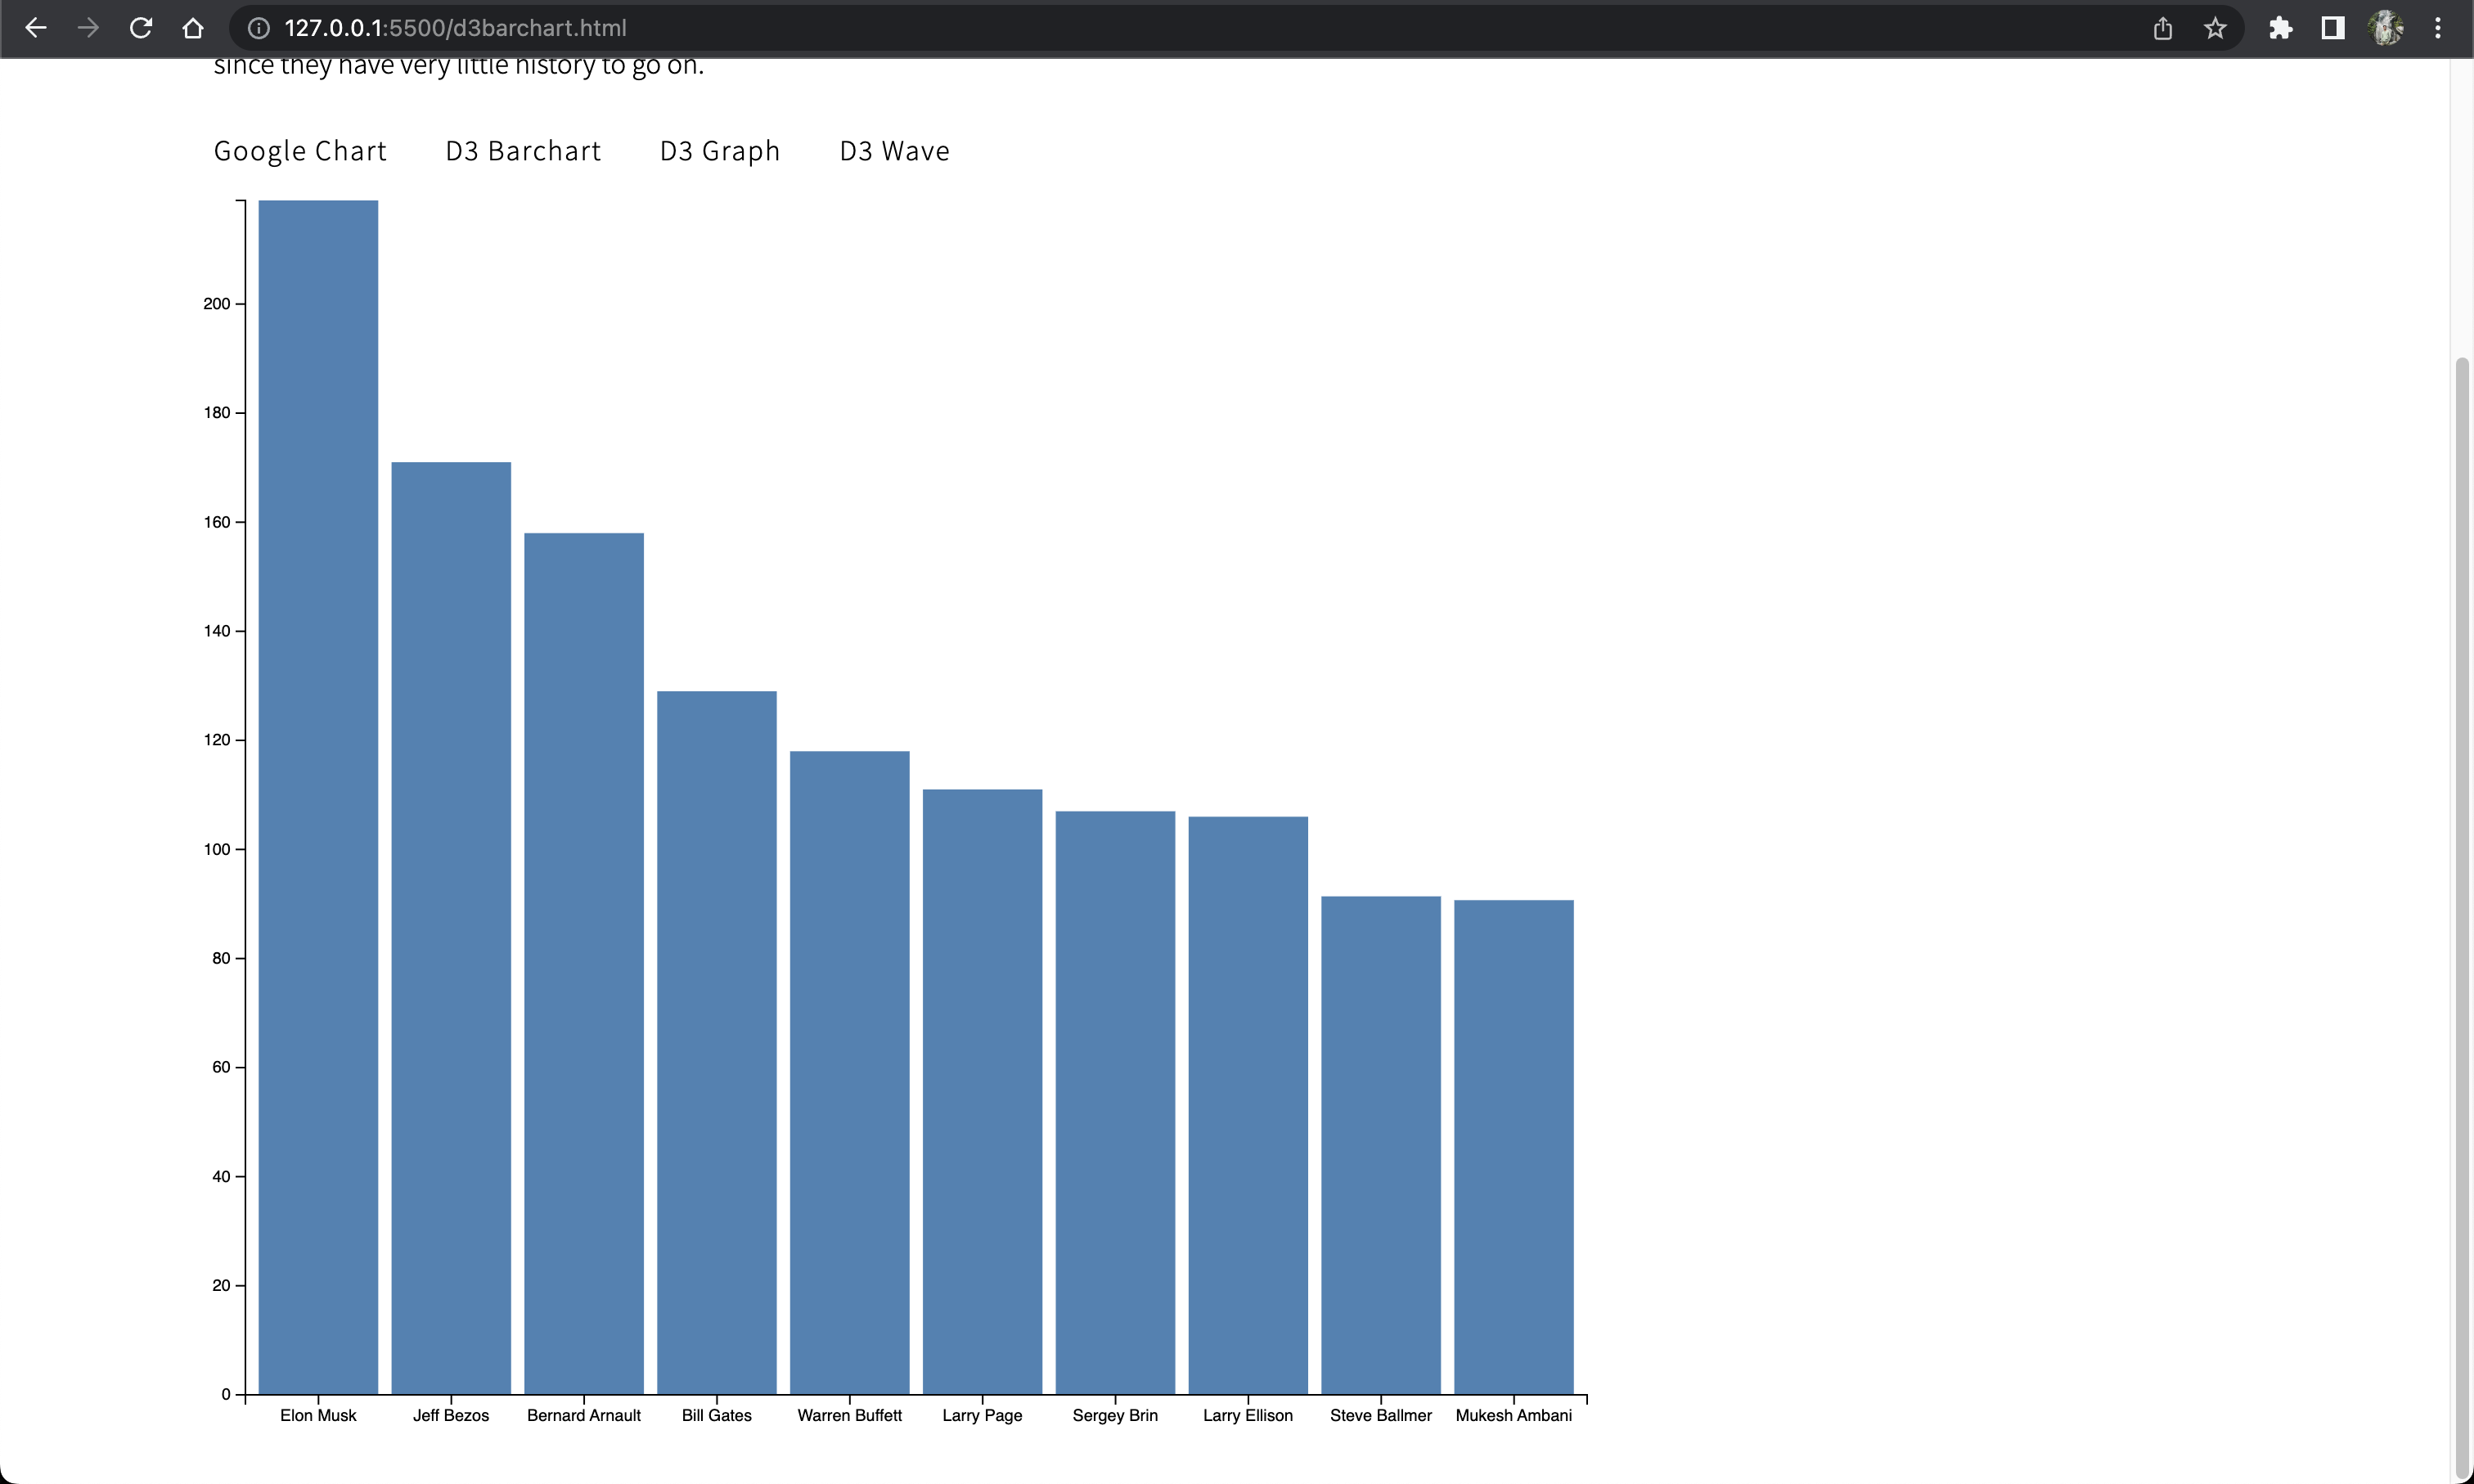 127.0.0.1:5500/d3barchart.html
since they have very little history to go on.
Google Chart D3 Barchart D3 Graph D3 Wave
200
180
160
140
120
100
80
60
40
20
0
Elon Musk Jeff Bezos Bernard Arnault Bill Gates Warren Buffett Larry Page Sergey Brin Larry Ellison Steve Ballmer Mukesh Ambani